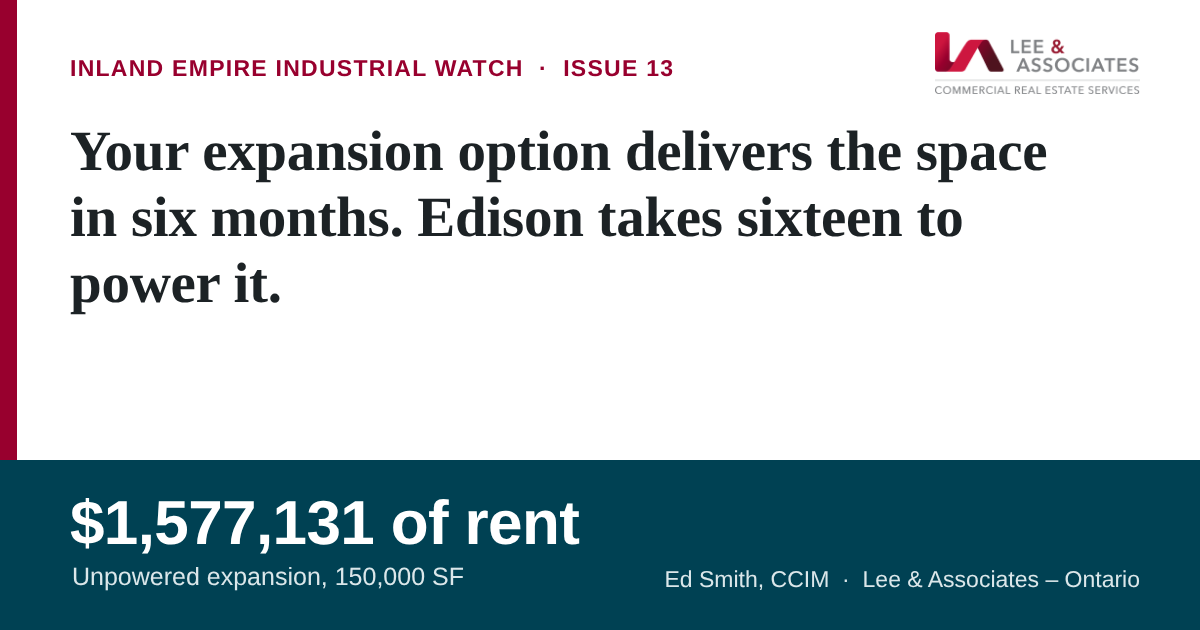 INLAND EMPIRE INDUSTRIAL WATCH · ISSUE 13
LEE &
ASSOCIATES
COMMERCIAL REAL ESTATE SERVICES
Your expansion option delivers the space
in six months. Edison takes sixteen to
power it.
$1,577,131 of rent
Unpowered expansion, 150,000 SF
Ed Smith, CCIM · Lee & Associates – Ontario